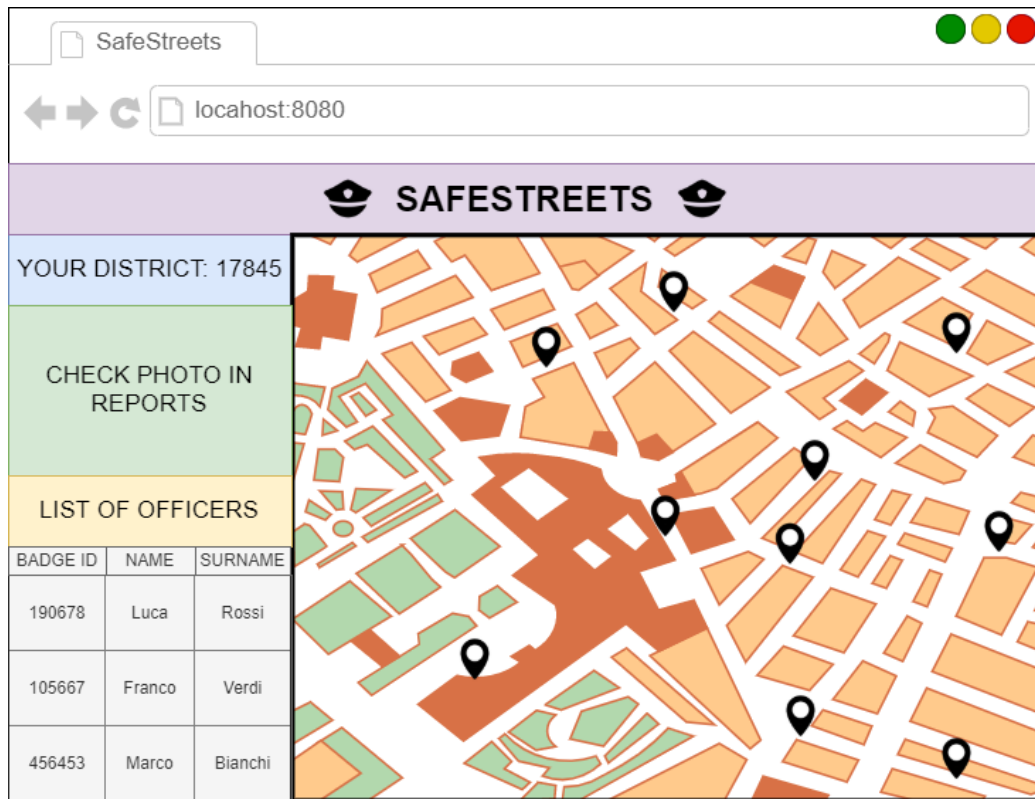 SafeStreets
locahost:8080
SAFESTREETS
YOUR DISTRICT: 17845
CHECK PHOTO IN
REPORTS
LIST OF OFFICERS
BADGE ID NAME SURNAME
190678 Luca Rossi
105667 Franco Verdi
456453 Marco Bianchi